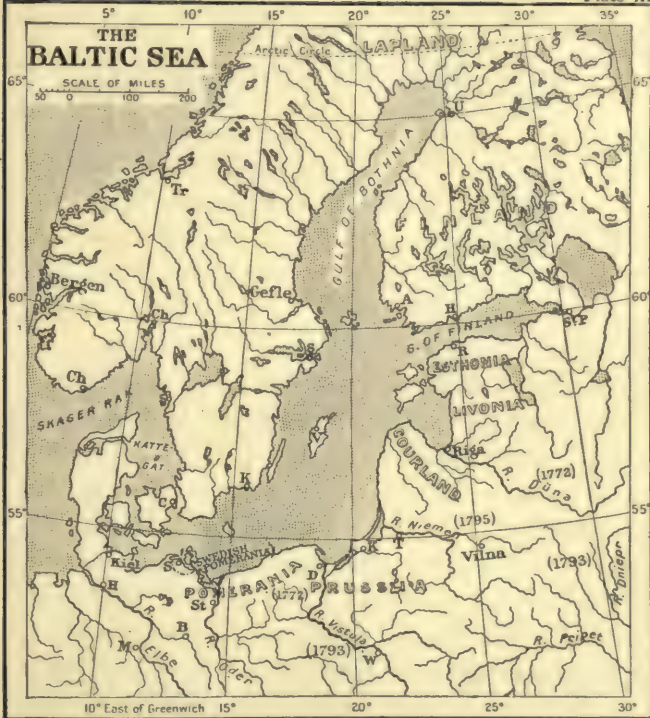 5° 10° 15° 20° 25° 30° 35°
THE
BALTIC SEA
SCALE OF MILES
50 0 100 200
Arctic Circle
LAPLAND
65° 65°
U
GULF OF BOTHNIA
Tr
NLAND
Bergen
Gefle
A
60° 60°
Ch
H
St.P
G. OF FINLAND
S
R
ESTHONIA
Ch
LIVONIA
SKAGER RAK
KATTE
GAT
Riga
COURLAND
(1772)
R. Düna
K
C
55° 55°
R. Niemen
(1795)
Kiel
S
SWEDISH
POMERANIA
K
T
Vilna
(1793)
R. Dniepr
H
D
POMERANIA
PRUSSIA
St
(1772)
R. Elbe
B
M
R. Oder
R. Vistula
(1793)
W
R. Pripet
10° East of Greenwich 15° 20° 25° 30°